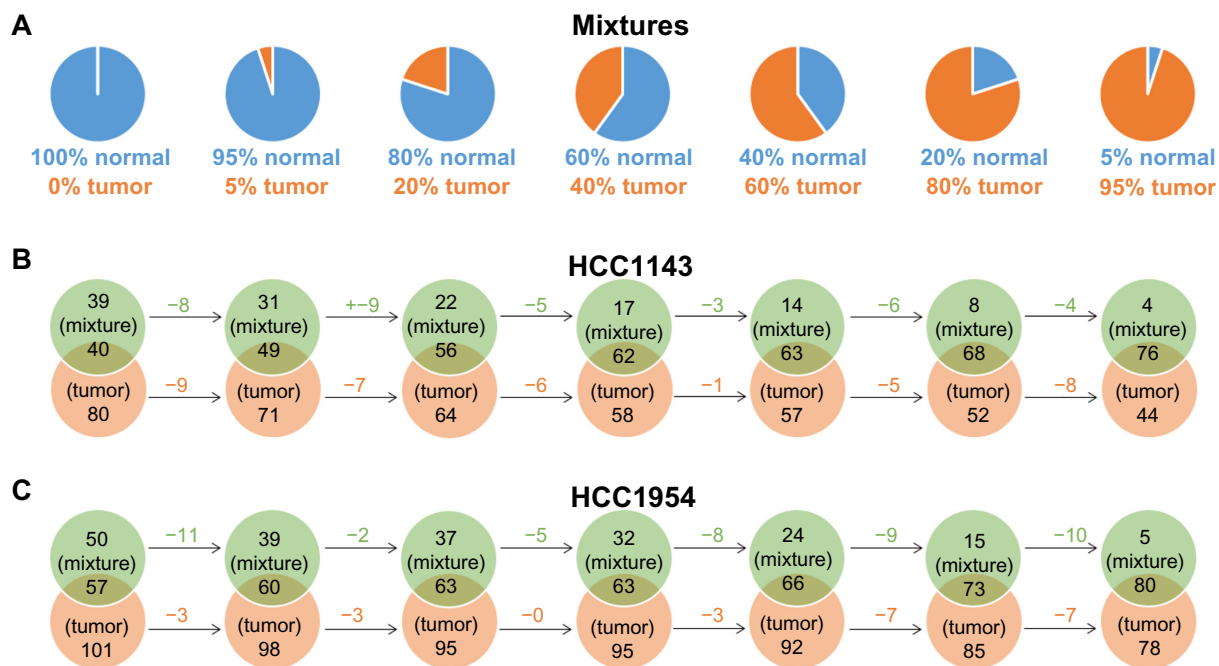 A
Mixtures
100% normal
0% tumor
95% normal
5% tumor
80% normal
20% tumor
60% normal
40% tumor
40% normal
60% tumor
20% normal
80% tumor
5% normal
95% tumor
B
HCC1143
39
(mixture)
40
(tumor)
80
−8
−9
31
(mixture)
49
(tumor)
71
+−9
−7
22
(mixture)
56
(tumor)
64
−5
−6
17
(mixture)
62
(tumor)
58
−3
−1
14
(mixture)
63
(tumor)
57
−6
−5
8
(mixture)
68
(tumor)
52
−4
−8
4
(mixture)
76
(tumor)
44
C
HCC1954
50
(mixture)
57
(tumor)
101
−11
−3
39
(mixture)
60
(tumor)
98
−2
−3
37
(mixture)
63
(tumor)
95
−5
−0
32
(mixture)
63
(tumor)
95
−8
−3
24
(mixture)
66
(tumor)
92
−9
−7
15
(mixture)
73
(tumor)
85
−10
−7
5
(mixture)
80
(tumor)
78